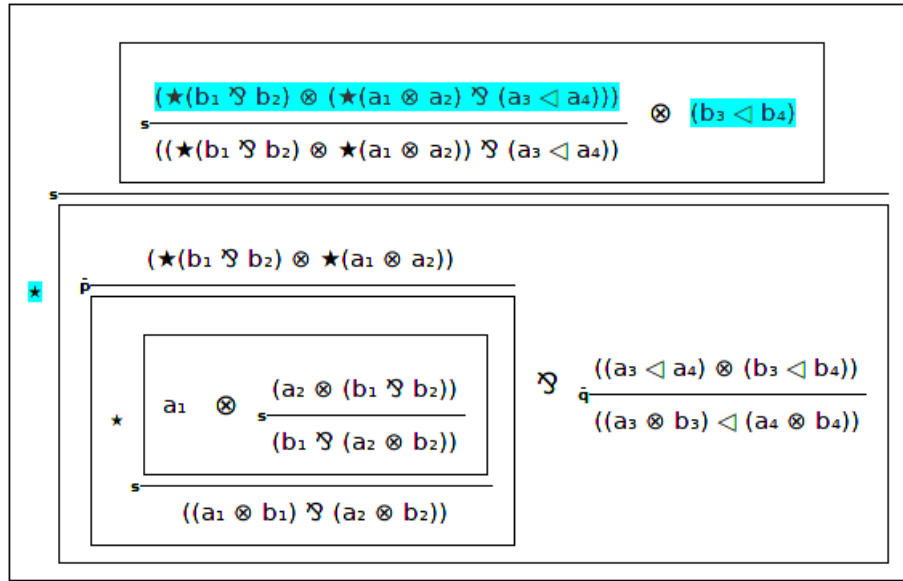 (★(b₁ ⅋ b₂) ⊗ (★(a₁ ⊗ a₂) ⅋ (a₃ ◁ a₄))) ⊗ (b₃ ◁ b₄)
s
((★(b₁ ⅋ b₂) ⊗ ★(a₁ ⊗ a₂)) ⅋ (a₃ ◁ a₄))
s
(★(b₁ ⅋ b₂) ⊗ ★(a₁ ⊗ a₂))
★ p̄
★ a₁ ⊗ (a₂ ⊗ (b₁ ⅋ b₂))
s
(b₁ ⅋ (a₂ ⊗ b₂))
s
((a₁ ⊗ b₁) ⅋ (a₂ ⊗ b₂))
⅋ ((a₃ ◁ a₄) ⊗ (b₃ ◁ b₄))
q̄
((a₃ ⊗ b₃) ◁ (a₄ ⊗ b₄))